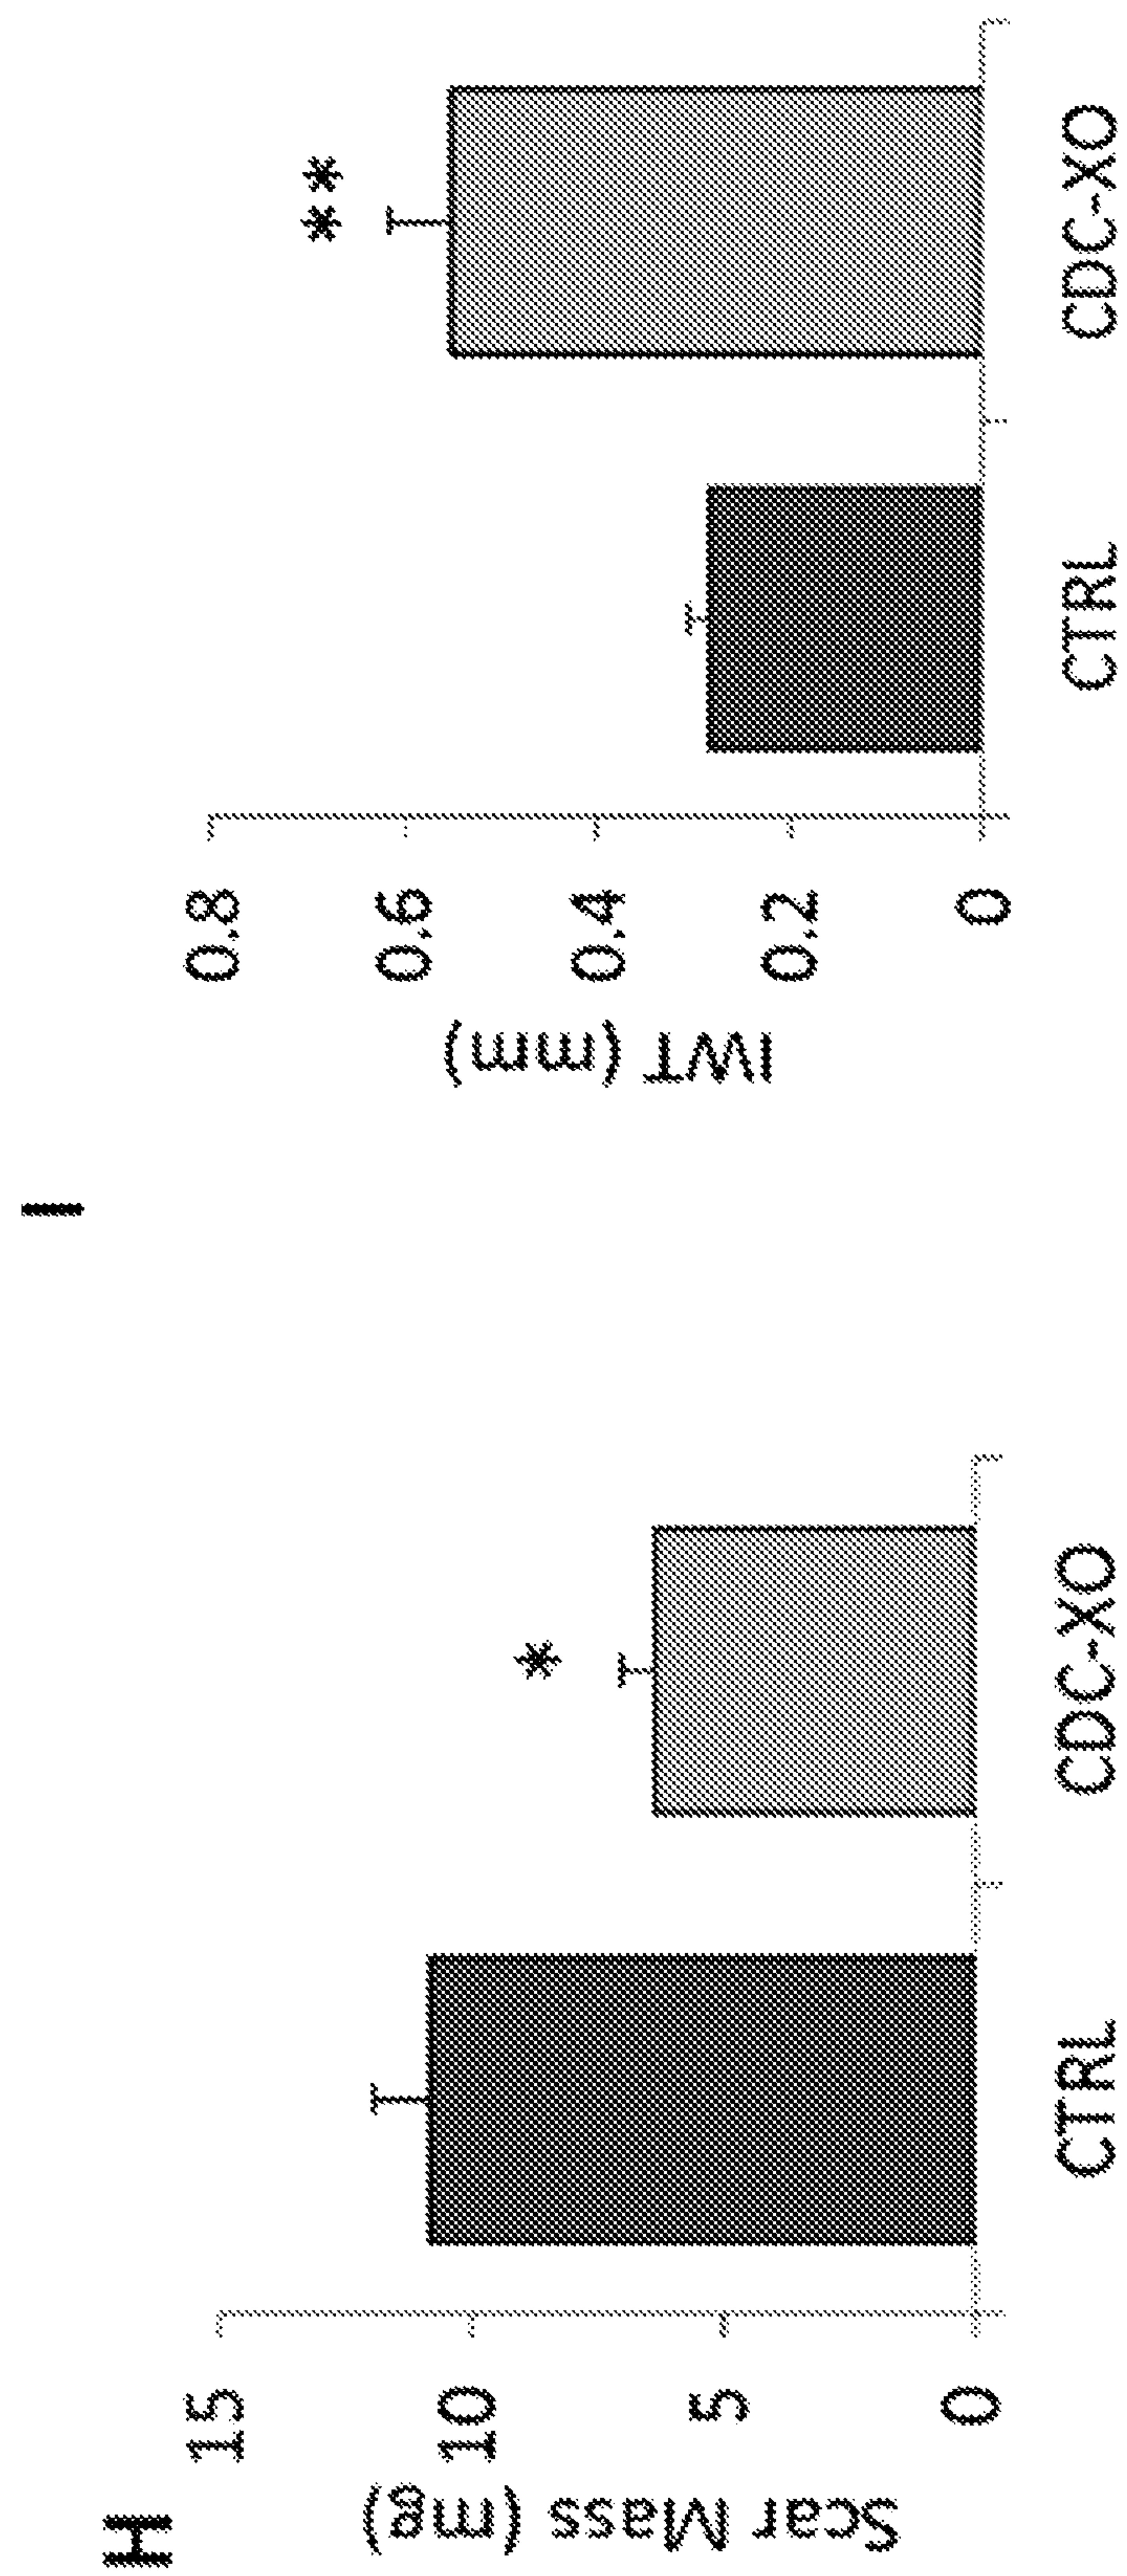 H
Scar Mass (mg)
15
10
5
0
*
CTRL
CDC-XO
I
IWT (mm)
0.8
0.6
0.4
0.2
0
**
CTRL
CDC-XO